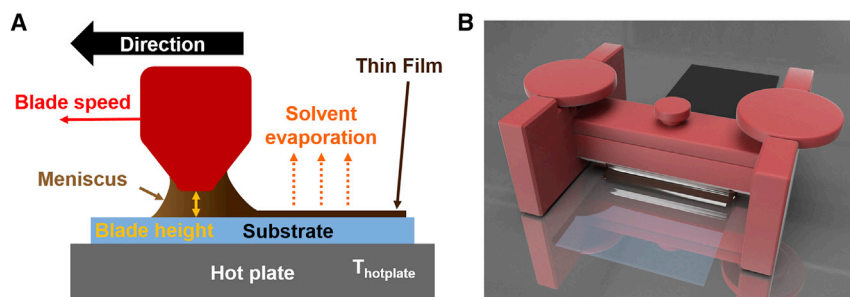 A
Direction
Blade speed
Thin Film
Solvent
evaporation
Meniscus
Blade height
Substrate
Hot plate
Thotplate
B